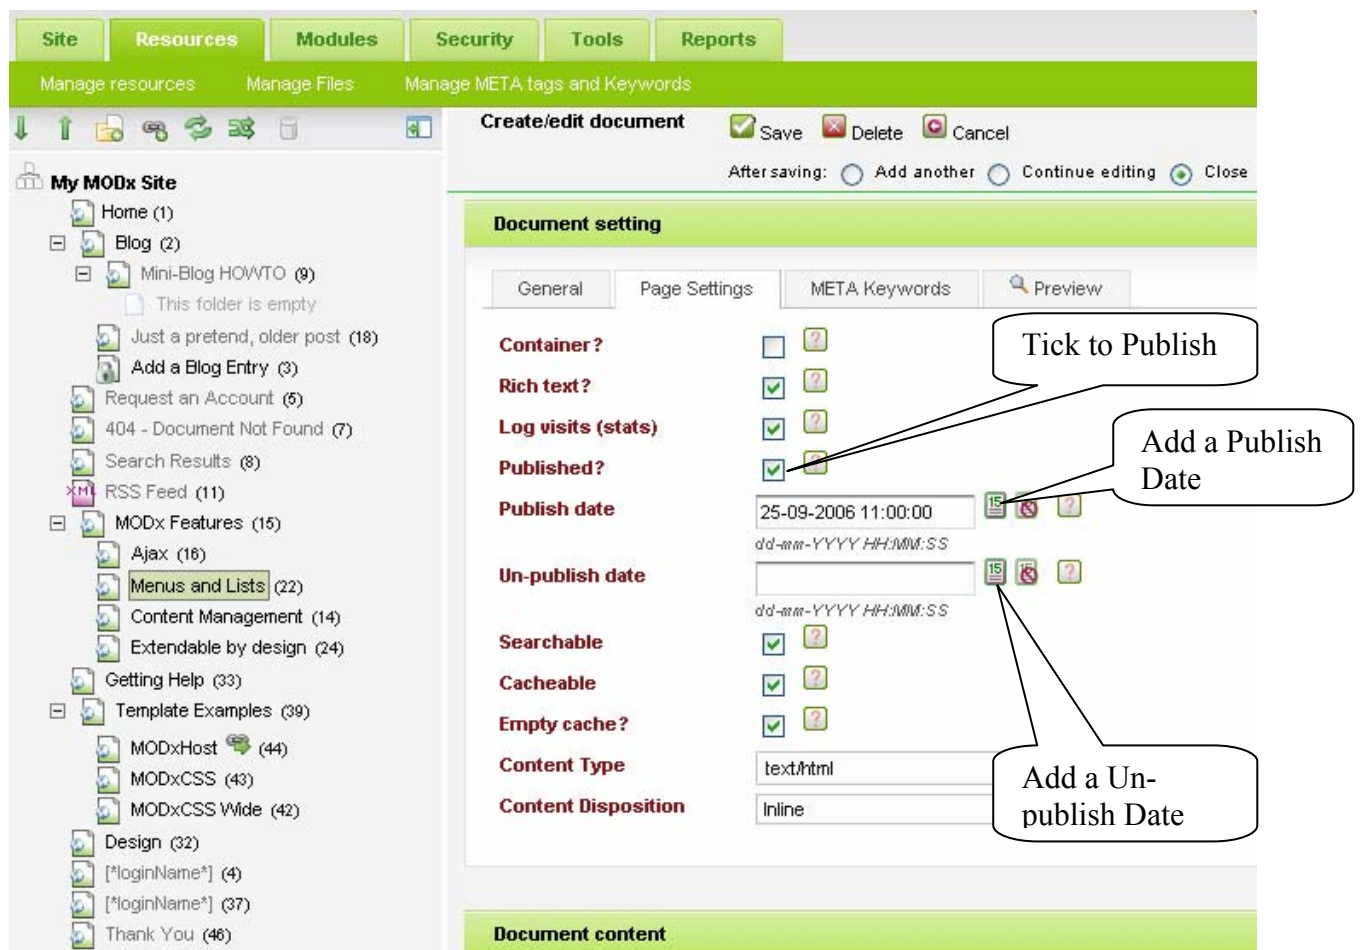 Site Resources Modules Security Tools Reports
Manage resources Manage Files Manage META tags and Keywords
Create/edit document Save Delete Cancel
After saving: Add another Continue editing Close
My MODx Site
Home (1)
Blog (2)
Mini-Blog HOWTO (9)
This folder is empty
Just a pretend, older post (18)
Add a Blog Entry (3)
Request an Account (5)
404 - Document Not Found (7)
Search Results (8)
XML RSS Feed (11)
MODx Features (15)
Ajax (16)
Menus and Lists (22)
Content Management (14)
Extendable by design (24)
Getting Help (33)
Template Examples (39)
MODxHost (44)
MODxCSS (43)
MODxCSS Wide (42)
Design (32)
[*loginName*] (4)
[*loginName*] (37)
Thank You (46)
Document setting
General Page Settings META Keywords Preview
Container? ?
Rich text? ?
Log visits (stats) ?
Published? ?
Publish date 25-09-2006 11:00:00 15 ?
dd-mm-YYYY HH:MM:SS
Un-publish date 15 15 ?
dd-mm-YYYY HH:MM:SS
Searchable ?
Cacheable ?
Empty cache? ?
Content Type text/html
Content Disposition Inline
Tick to Publish
Add a Publish
Date
Add a Un-
publish Date
Document content